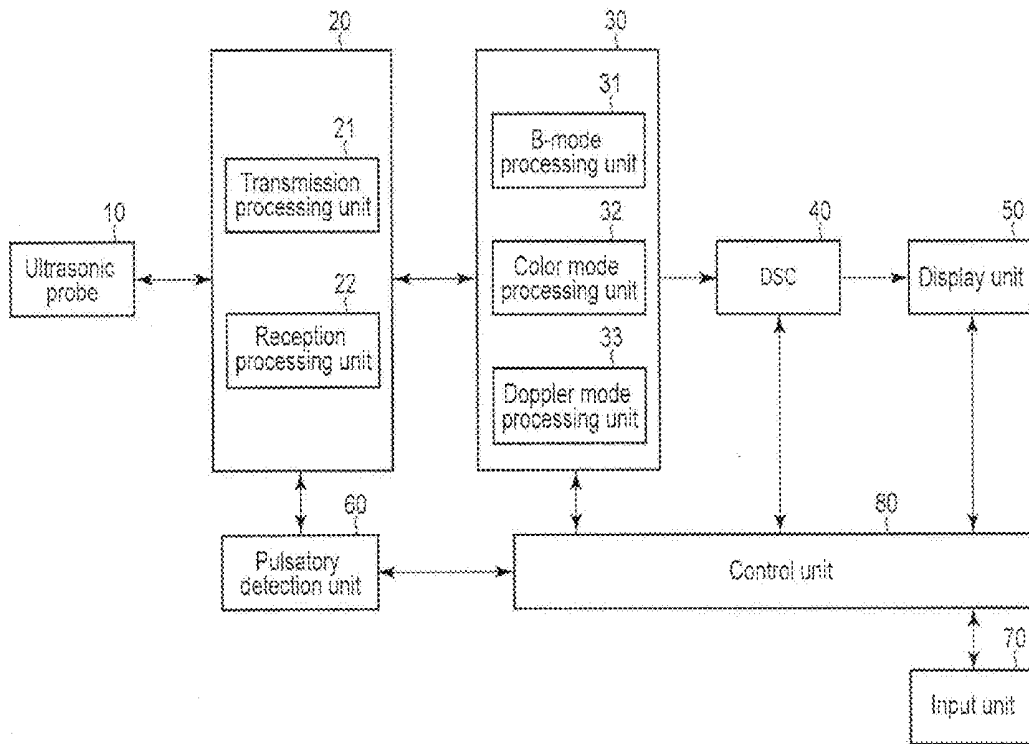 20
30
31
B-mode
processing unit
21
Transmission
processing unit
10
Ultrasonic
probe
32
Color mode
processing unit
40
DSC
50
Display unit
22
Reception
processing unit
33
Doppler mode
processing unit
60
Pulsatory
detection unit
80
Control unit
70
Input unit